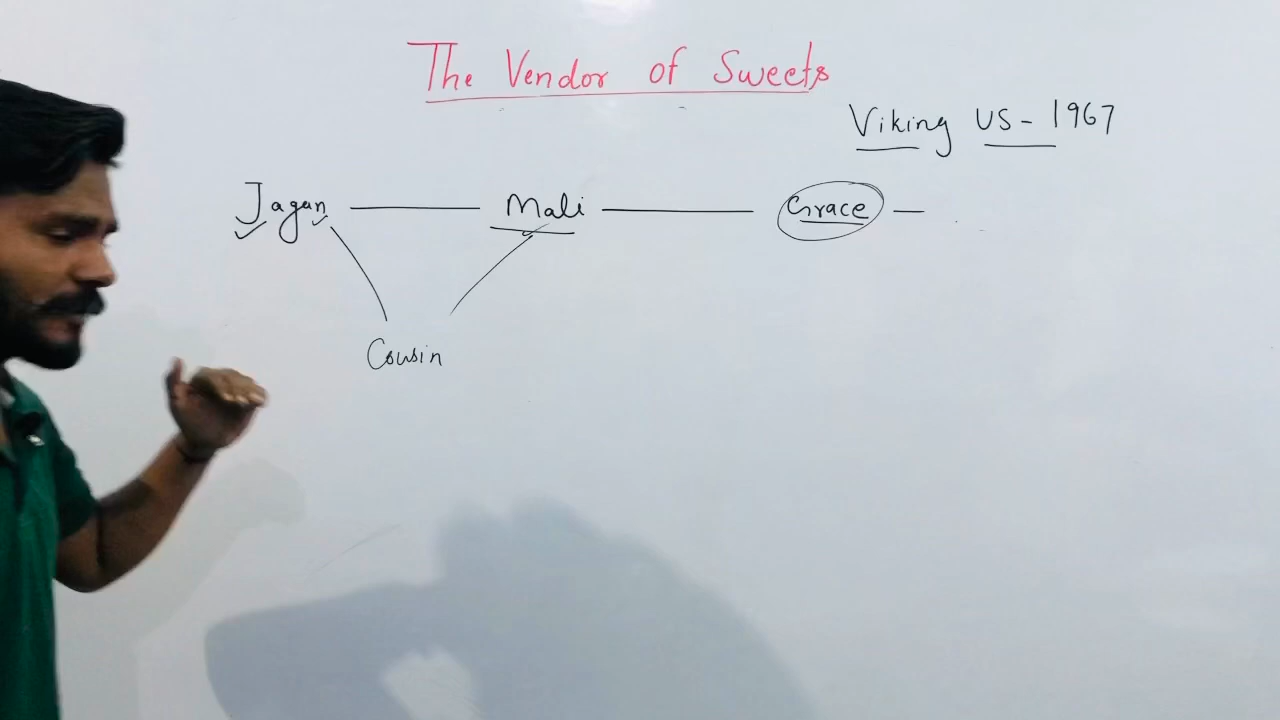 The Vendor of Sweets
Viking US - 1967
Jagan — Mali — Grace —
Cousin